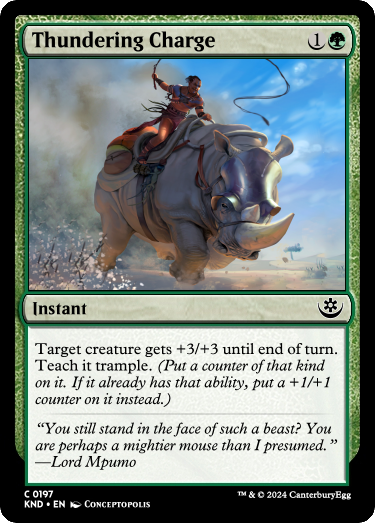 Thundering Charge 1
Instant
Target creature gets +3/+3 until end of turn.
Teach it trample. (Put a counter of that kind
on it. If it already has that ability, put a +1/+1
counter on it instead.)
“You still stand in the face of such a beast? You
are perhaps a mightier mouse than I presumed.”
—Lord Mpumo
C 0197
KND • EN Conceptopolis
™ & © 2024 CanterburyEgg